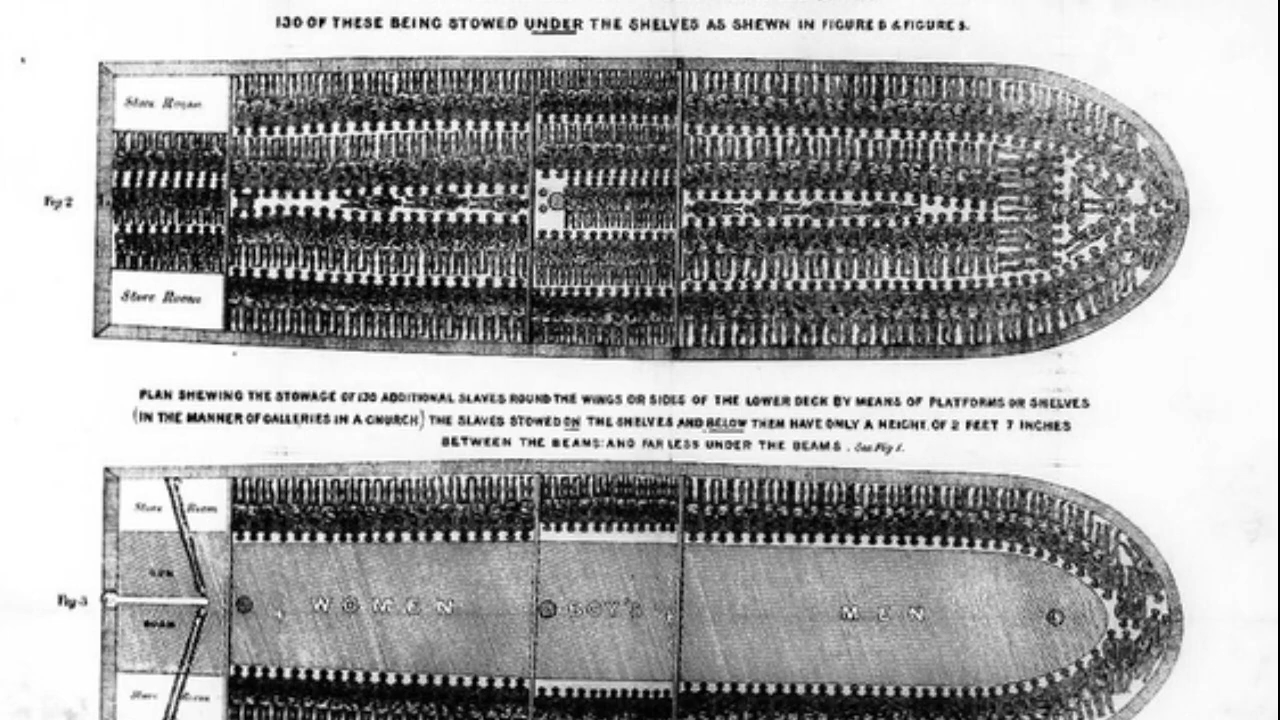 130 OF THESE BEING STOWED UNDER THE SHELVES AS SHEWN IN FIGURE D & FIGURE 5.
Store Room
Fig 2
Store Room
PLAN SHEWING THE STOWAGE OF 130 ADDITIONAL SLAVES ROUND THE WINGS OR SIDES OF THE LOWER DECK BY MEANS OF PLATFORMS OR SHELVES
(IN THE MANNER OF GALLERIES IN A CHURCH) THE SLAVES STOWED ON THE SHELVES AND BELOW THEM HAVE ONLY A HEIGHT OF 2 FEET 7 INCHES
BETWEEN THE BEAMS: AND FAR LESS UNDER THE BEAMS . See Fig 1.
Store Room
GUN
Fig 3
WOMEN
BOY'S
MEN
ROOM
Store Room